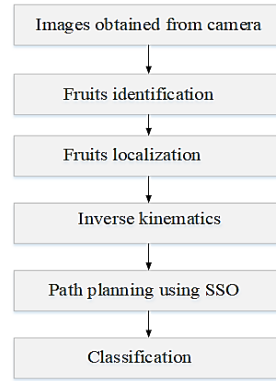 Images obtained from camera
Fruits identification
Fruits localization
Inverse kinematics
Path planning using SSO
Classification